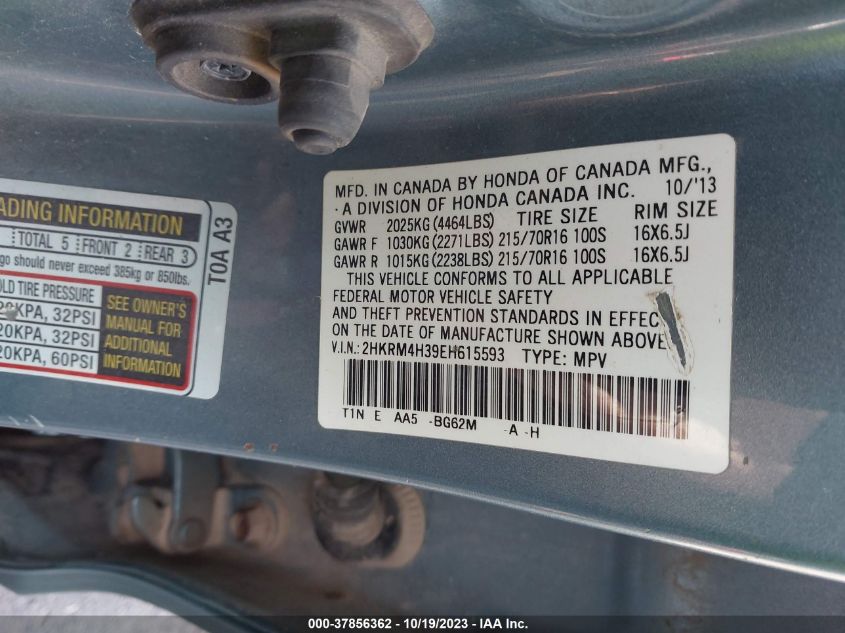 ADING INFORMATION
TOTAL 5 FRONT 2 REAR 3
go should never exceed 385kg or 850lbs.
OLD TIRE PRESSURE
20KPA, 32PSI
20KPA, 32PSI
20KPA, 60PSI
SEE OWNER'S
MANUAL FOR
ADDITIONAL
INFORMATION
T0A A3
MFD. IN CANADA BY HONDA OF CANADA MFG.,
· A DIVISION OF HONDA CANADA INC. 10/'13
GVWR 2025KG(4464LBS) TIRE SIZE RIM SIZE
GAWR F 1030KG(2271LBS) 215/70R16 100S 16X6.5J
GAWR R 1015KG(2238LBS) 215/70R16 100S 16X6.5J
THIS VEHICLE CONFORMS TO ALL APPLICABLE
FEDERAL MOTOR VEHICLE SAFETY
AND THEFT PREVENTION STANDARDS IN EFFEC
ON THE DATE OF MANUFACTURE SHOWN ABOVE
V.I.N.: 2HKRM4H39EH615593 TYPE: MPV
T1N E AA5 -BG62M -A -H
000-37856362 - 10/19/2023 - IAA Inc.